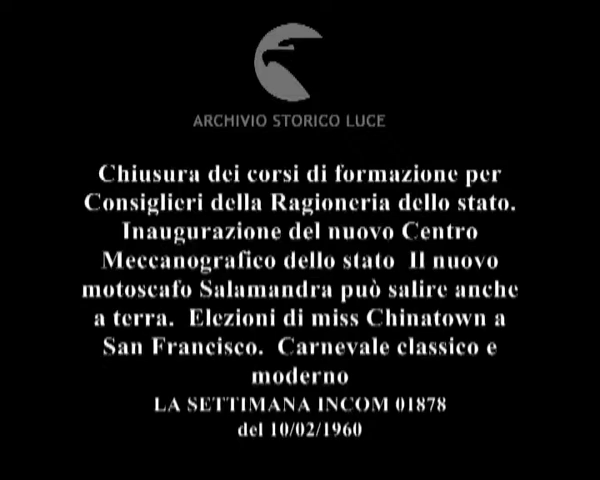 ARCHIVIO STORICO LUCE
Chiusura dei corsi di formazione per
Consiglieri della Ragioneria dello stato.
Inaugurazione del nuovo Centro
Meccanografico dello stato  Il nuovo
motoscafo Salamandra può salire anche
a terra.  Elezioni di miss Chinatown a
San Francisco.  Carnevale classico e
moderno
LA SETTIMANA INCOM 01878
del 10/02/1960